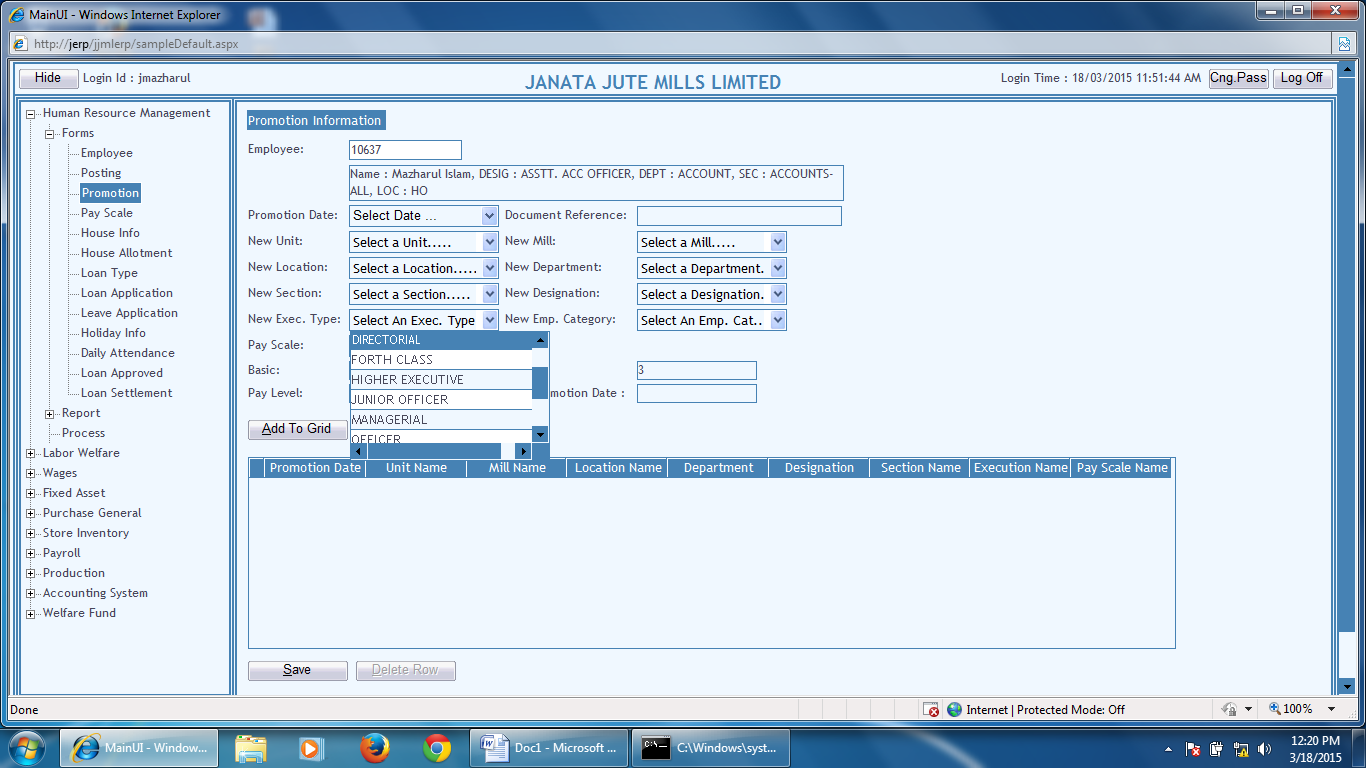 MainUI - Windows Internet Explorer
http://jerp/jjmlerp/sampleDefault.aspx
Hide Login Id : jmazharul JANATA JUTE MILLS LIMITED Login Time : 18/03/2015 11:51:44 AM Cng.Pass Log Off
Human Resource Management
Forms
Employee
Posting
Promotion
Pay Scale
House Info
House Allotment
Loan Type
Loan Application
Leave Application
Holiday Info
Daily Attendance
Loan Approved
Loan Settlement
Report
Process
Labor Welfare
Wages
Fixed Asset
Purchase General
Store Inventory
Payroll
Production
Accounting System
Welfare Fund
Promotion Information
Employee: 10637
Name : Mazharul Islam, DESIG : ASSTT. ACC OFFICER, DEPT : ACCOUNT, SEC : ACCOUNTS-
ALL, LOC : HO
Promotion Date: Select Date ... Document Reference:
New Unit: Select a Unit..... New Mill: Select a Mill.....
New Location: Select a Location..... New Department: Select a Department.
New Section: Select a Section..... New Designation: Select a Designation.
New Exec. Type: Select An Exec. Type New Emp. Category: Select An Emp. Cat..
Pay Scale:
Basic: 3
Pay Level: motion Date :
DIRECTORIAL
FORTH CLASS
HIGHER EXECUTIVE
JUNIOR OFFICER
MANAGERIAL
OFFICER
Add To Grid
Promotion Date Unit Name Mill Name Location Name Department Designation Section Name Execution Name Pay Scale Name
Save Delete Row
Done Internet | Protected Mode: Off 100%
MainUI - Window... Doc1 - Microsoft ... C:\Windows\syst... 12:20 PM
3/18/2015